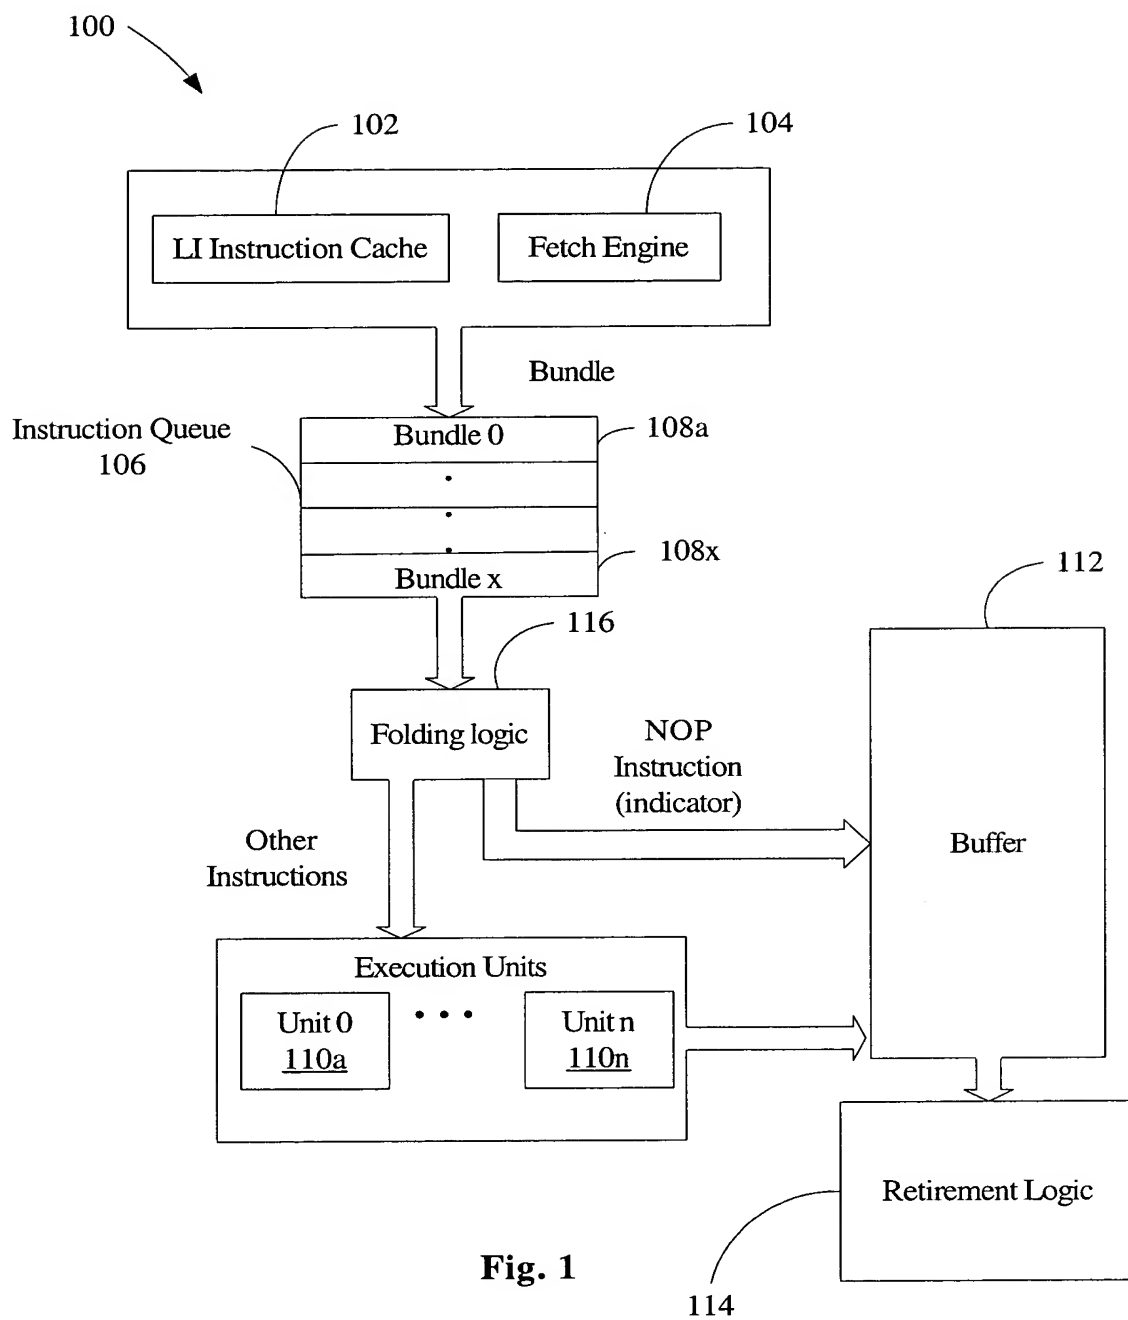 100
102
104
LI Instruction Cache
Fetch Engine
Bundle
Instruction Queue
106
Bundle 0
108a
Bundle x
108x
116
112
Folding logic
NOP
Instruction
(indicator)
Buffer
Other
Instructions
Execution Units
Unit 0
110a
Unit n
110n
Retirement Logic
114
Fig. 1